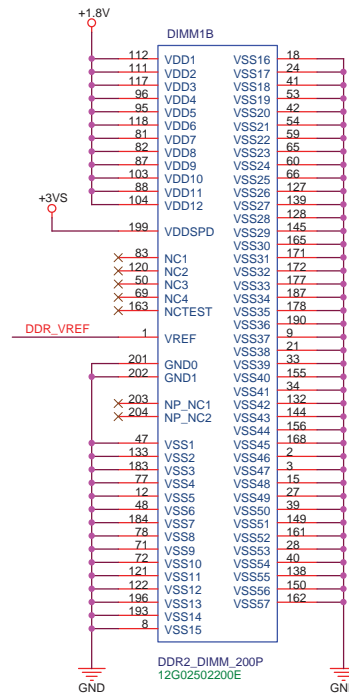 +1.8V
DIMM1B
112 VDD1 VSS16 18
111 VDD2 VSS17 24
117 VDD3 VSS18 41
96 VDD4 VSS19 53
95 VDD5 VSS20 42
118 VDD6 VSS21 54
81 VDD7 VSS22 59
82 VDD8 VSS23 65
87 VDD9 VSS24 60
103 VDD10 VSS25 66
88 VDD11 VSS26 127
104 VDD12 VSS27 139
+3VS
VSS28 128
199 VDDSPD VSS29 145
VSS30 165
83 NC1 VSS31 171
120 NC2 VSS32 172
50 NC3 VSS33 177
69 NC4 VSS34 187
163 NCTEST VSS35 178
VSS36 190
DDR_VREF 1 VREF VSS37 9
VSS38 21
201 GND0 VSS39 33
202 GND1 VSS40 155
VSS41 34
203 NP_NC1 VSS42 132
204 NP_NC2 VSS43 144
VSS44 156
47 VSS1 VSS45 168
133 VSS2 VSS46 2
183 VSS3 VSS47 3
77 VSS4 VSS48 15
12 VSS5 VSS49 27
48 VSS6 VSS50 39
184 VSS7 VSS51 149
78 VSS8 VSS52 161
71 VSS9 VSS53 28
72 VSS10 VSS54 40
121 VSS11 VSS55 138
122 VSS12 VSS56 150
196 VSS13 VSS57 162
193 VSS14
8 VSS15
DDR2_DIMM_200P
12G02502200E
GND GND